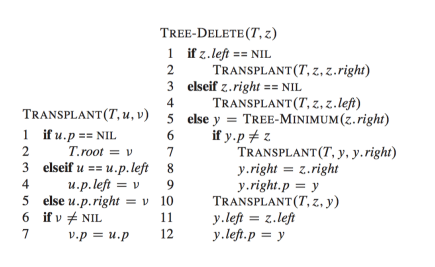 TREE-DELETE(T, z)
1 if z.left == NIL
2 TRANSPLANT(T, z, z.right)
3 elseif z.right == NIL
4 TRANSPLANT(T, z, z.left)
5 else y = TREE-MINIMUM(z.right)
6 if y.p ≠ z
7 TRANSPLANT(T, y, y.right)
8 y.right = z.right
9 y.right.p = y
10 TRANSPLANT(T, z, y)
11 y.left = z.left
12 y.left.p = y
TRANSPLANT(T, u, v)
1 if u.p == NIL
2 T.root = v
3 elseif u == u.p.left
4 u.p.left = v
5 else u.p.right = v
6 if v ≠ NIL
7 v.p = u.p